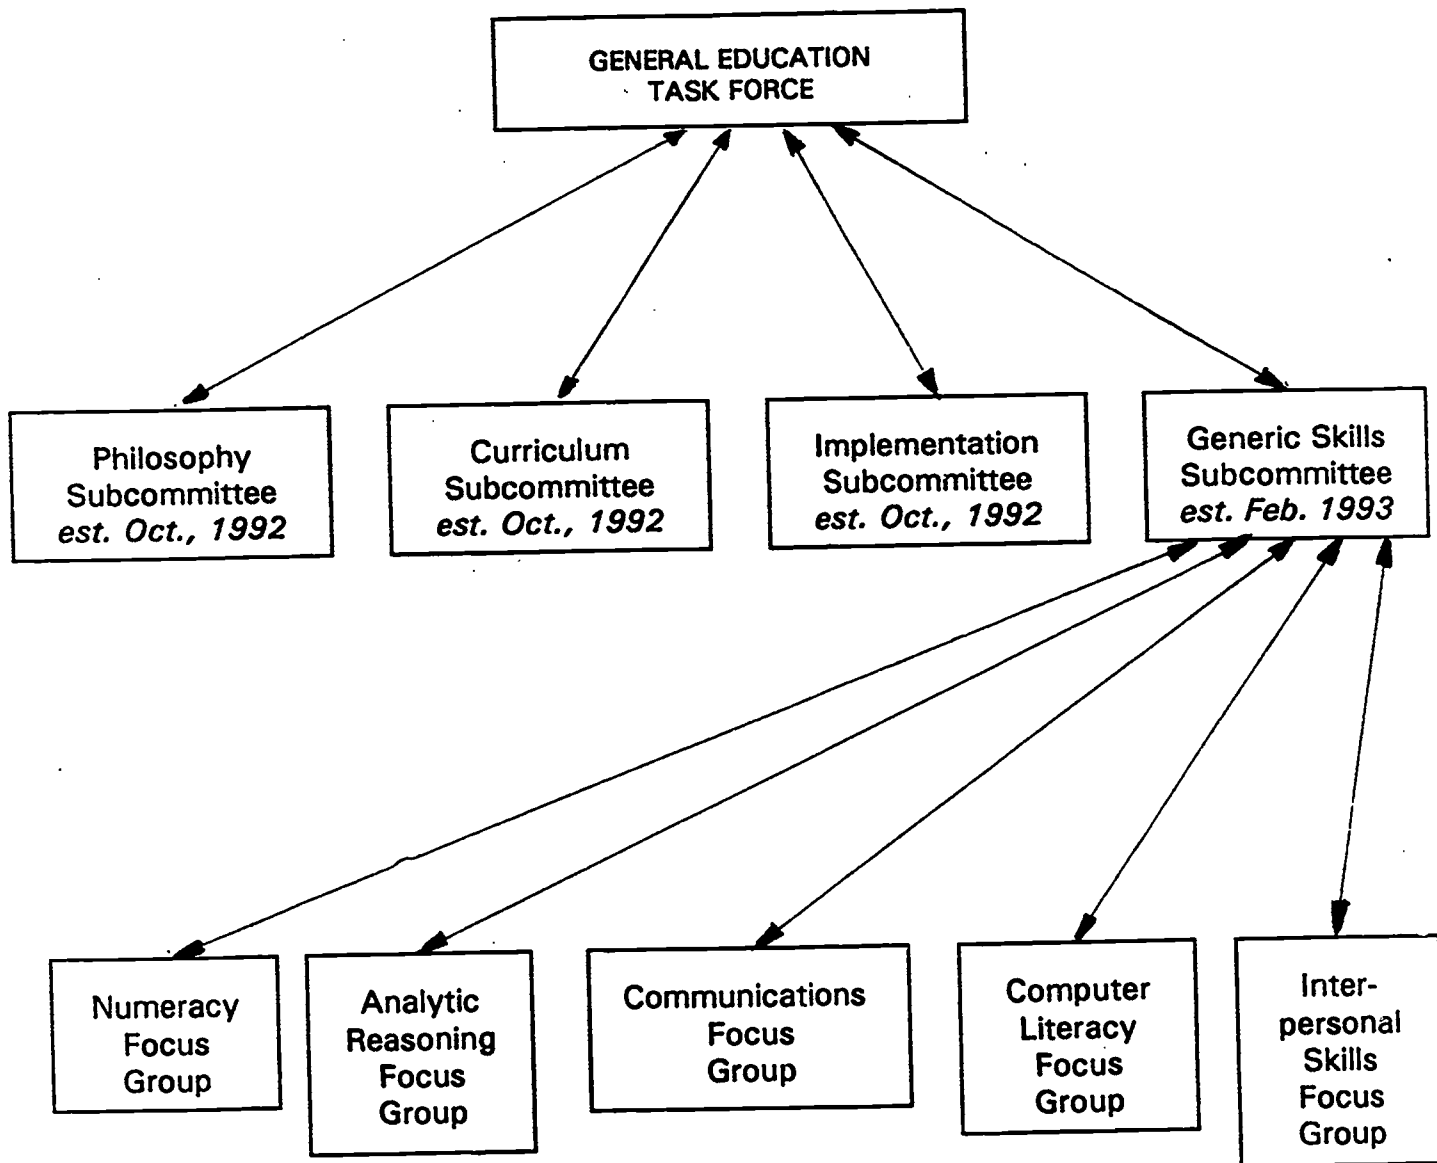 GENERAL EDUCATION
TASK FORCE
Philosophy
Subcommittee
est. Oct., 1992
Curriculum
Subcommittee
est. Oct., 1992
Implementation
Subcommittee
est. Oct., 1992
Generic Skills
Subcommittee
est. Feb. 1993
Numeracy
Focus
Group
Analytic
Reasoning
Focus
Group
Communications
Focus
Group
Computer
Literacy
Focus
Group
Inter-
personal
Skills
Focus
Group